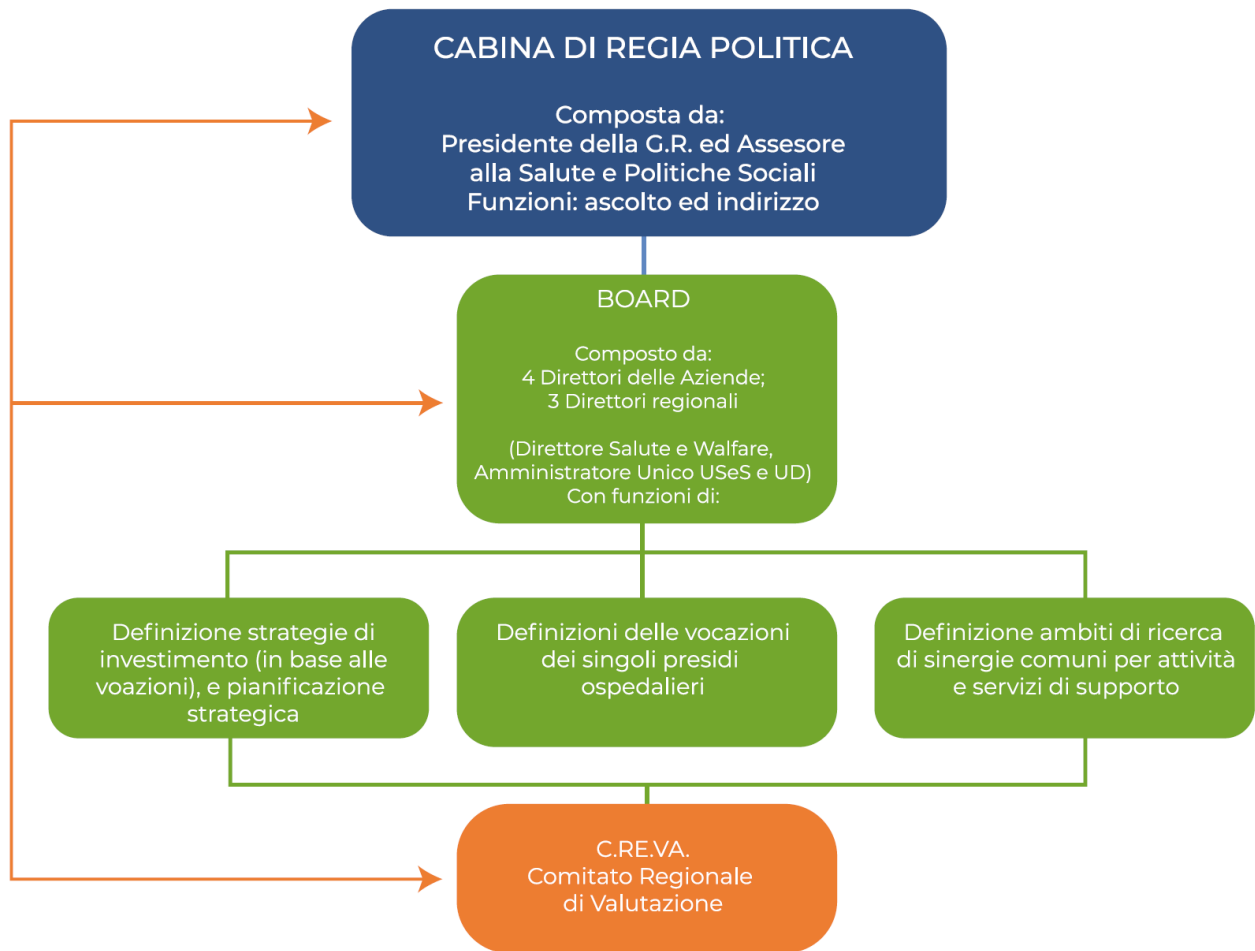 CABINA DI REGIA POLITICA
Composta da:
Presidente della G.R. ed Assesore
alla Salute e Politiche Sociali
Funzioni: ascolto ed indirizzo
BOARD
Composto da:
4 Direttori delle Aziende;
3 Direttori regionali
(Direttore Salute e Walfare,
Amministratore Unico USeS e UD)
Con funzioni di:
Definizione strategie di
investimento (in base alle
voazioni), e pianificazione
strategica
Definizioni delle vocazioni
dei singoli presidi
ospedalieri
Definizione ambiti di ricerca
di sinergie comuni per attività
e servizi di supporto
C.RE.VA.
Comitato Regionale
di Valutazione